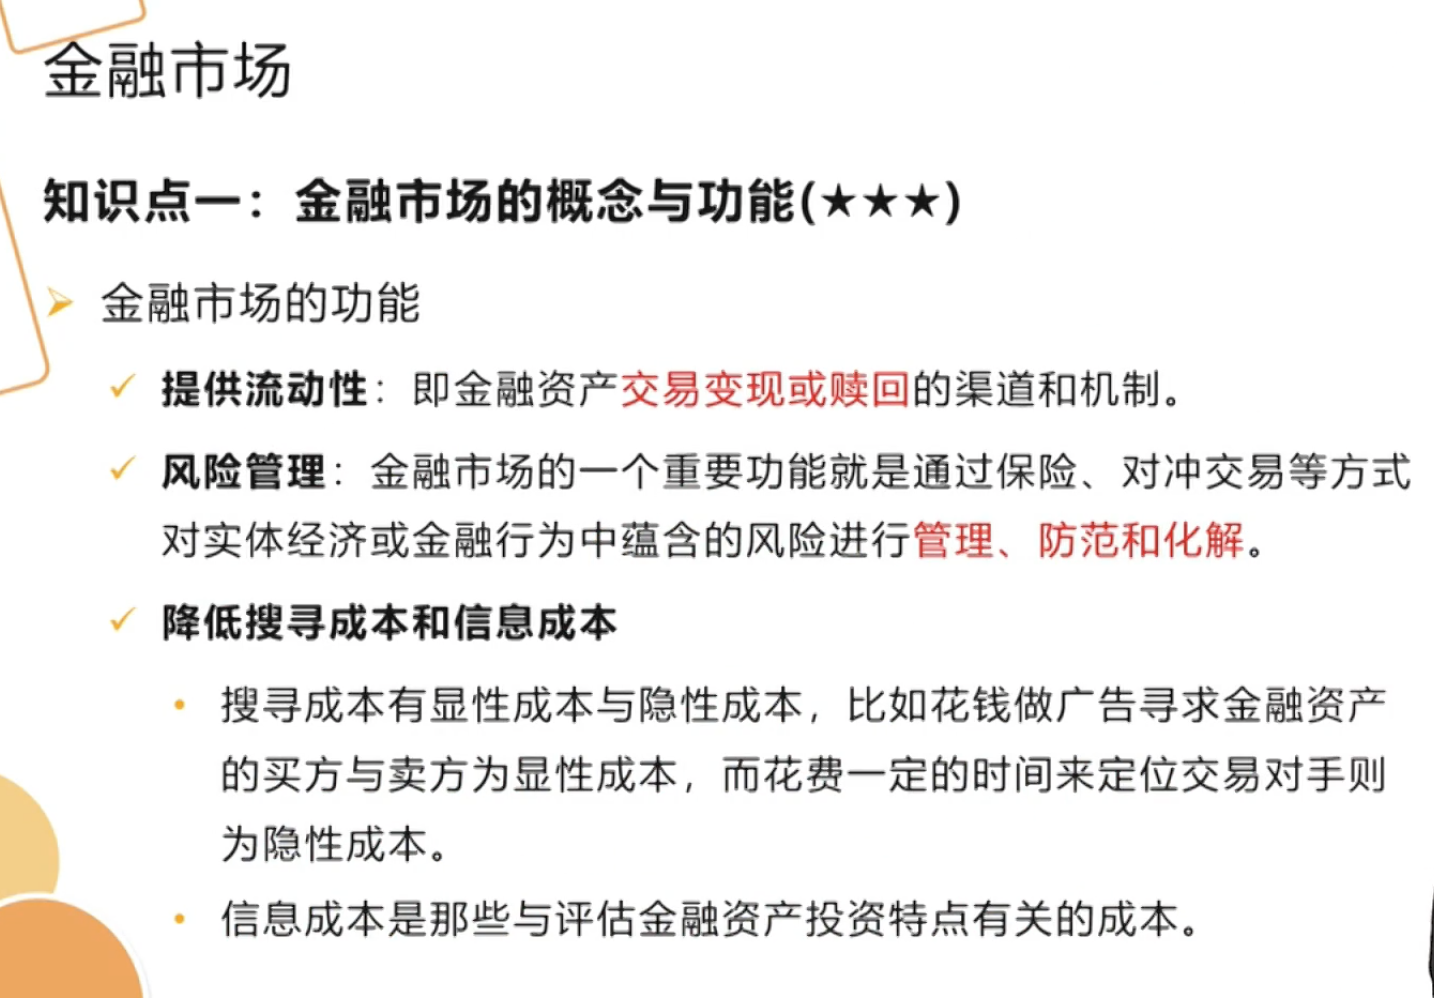 金融市场
知识点一：金融市场的概念与功能(★★★)
金融市场的功能
提供流动性：即金融资产交易变现或赎回的渠道和机制。
风险管理：金融市场的一个重要功能就是通过保险、对冲交易等方式
对实体经济或金融行为中蕴含的风险进行管理、防范和化解。
降低搜寻成本和信息成本
搜寻成本有显性成本与隐性成本，比如花钱做广告寻求金融资产
的买方与卖方为显性成本，而花费一定的时间来定位交易对手则
为隐性成本。
信息成本是那些与评估金融资产投资特点有关的成本。